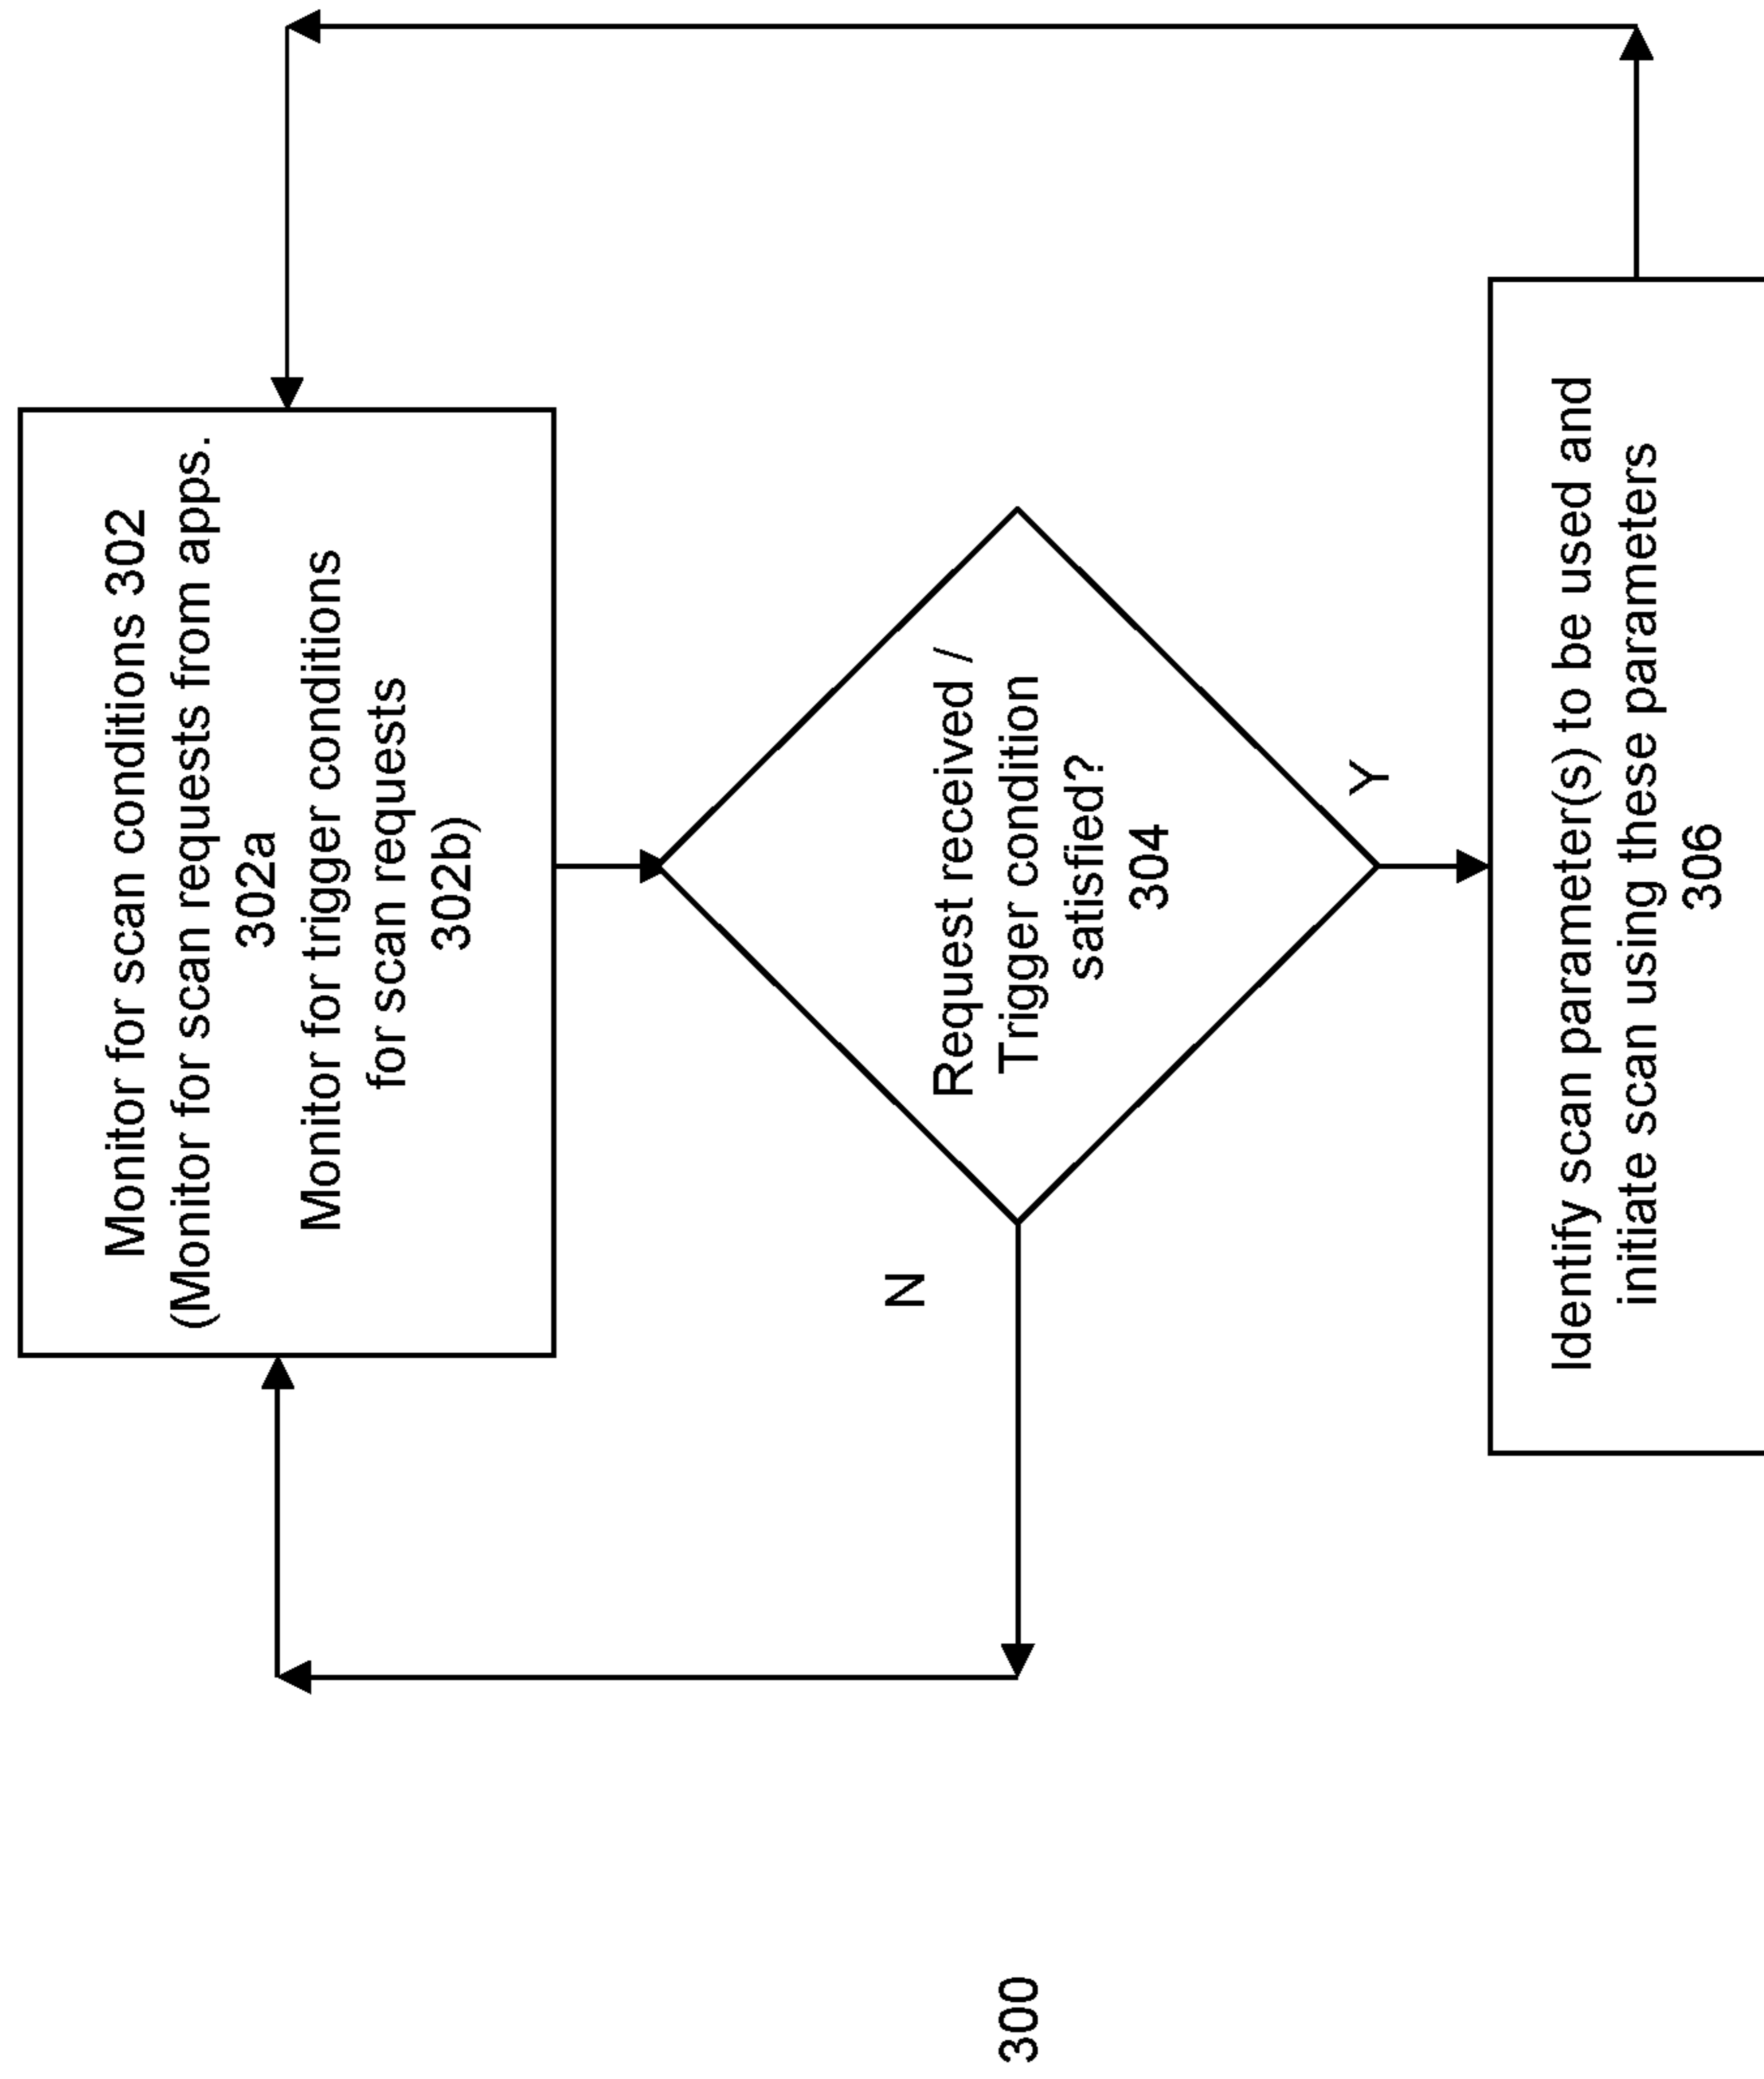 Monitor for scan conditions 302
(Monitor for scan requests from apps.
302a
Monitor for trigger conditions
for scan requests
302b)
Request received /
Trigger condition
satisfied?
304
N
Y
Identify scan parameter(s) to be used and
initiate scan using these parameters
306
300